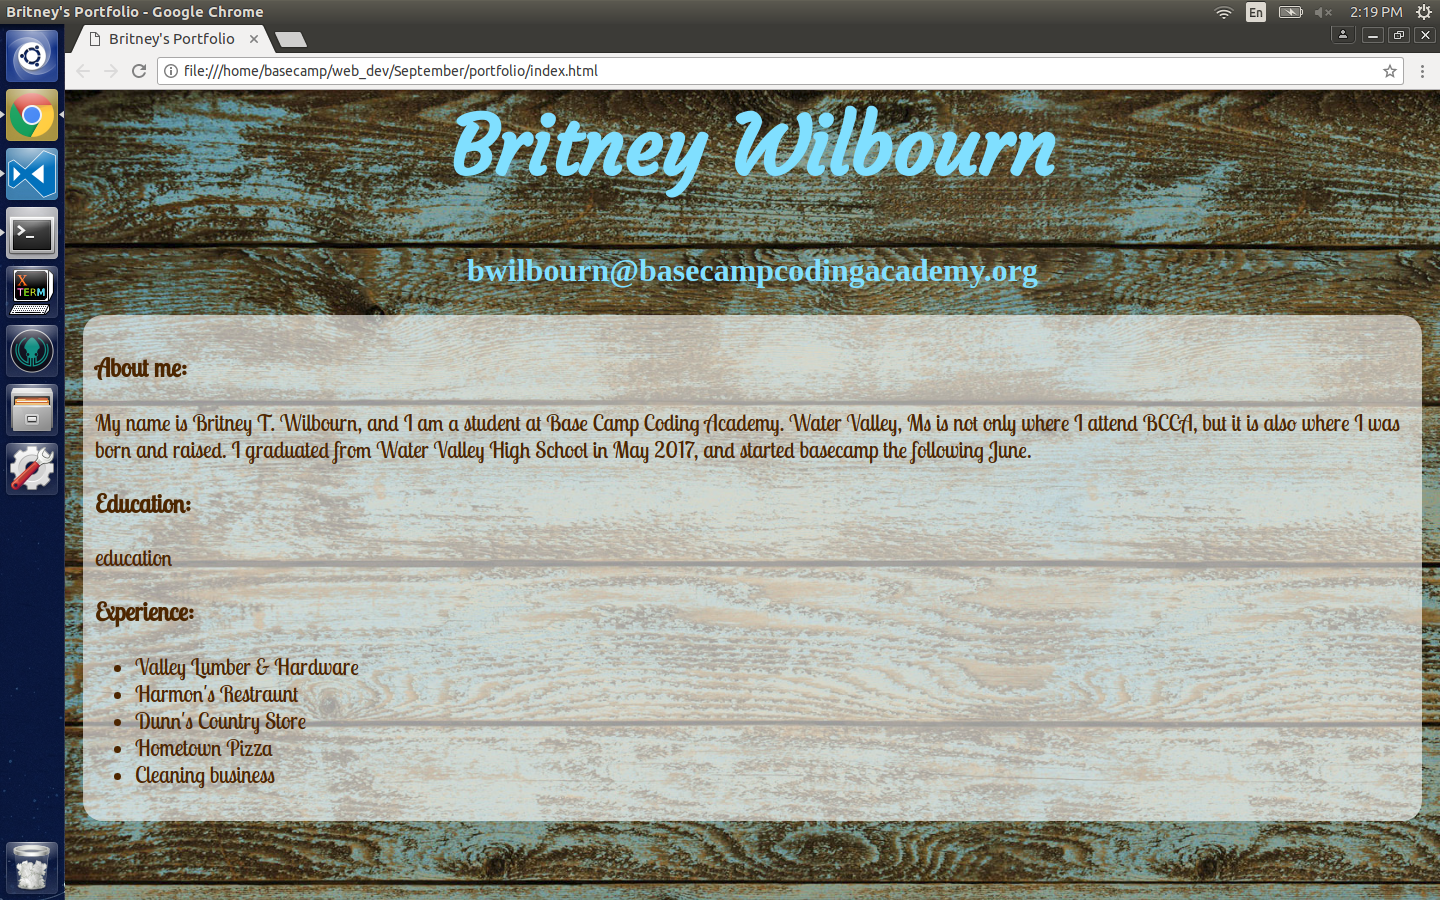 Britney's Portfolio - Google Chrome
En
2:19 PM
Britney's Portfolio
file:///home/basecamp/web_dev/September/portfolio/index.html
X
TERM
>_
Britney Wilbourn
bwilbourn@basecampcodingacademy.org
About me:
My name is Britney T. Wilbourn, and I am a student at Base Camp Coding Academy. Water Valley, Ms is not only where I attend BCCA, but it is also where I was
born and raised. I graduated from Water Valley High School in May 2017, and started basecamp the following June.
Education:
education
Experience:
• Valley Lumber & Hardware
• Harmon's Restraunt
• Dunn's Country Store
• Hometown Pizza
• Cleaning business